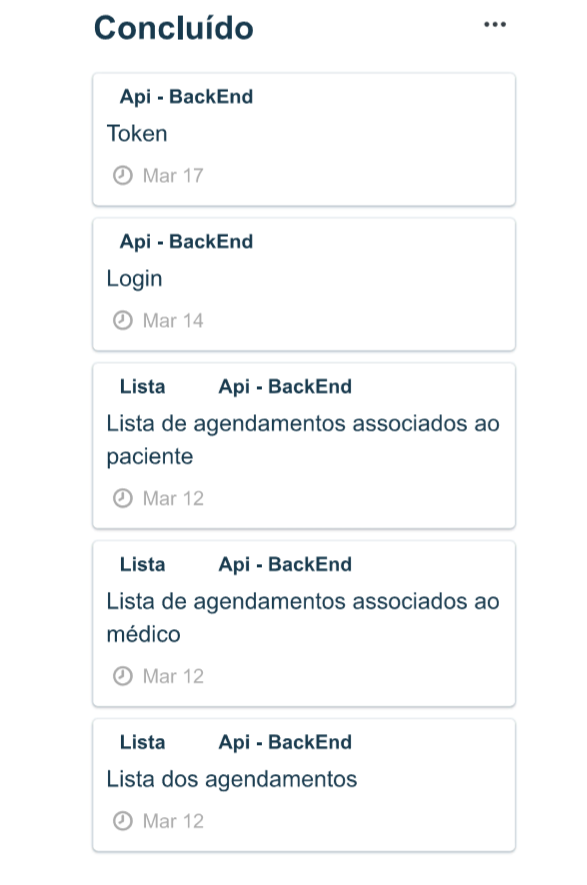 Concluído
Api - BackEnd
Token
Mar 17
Api - BackEnd
Login
Mar 14
Lista Api - BackEnd
Lista de agendamentos associados ao
paciente
Mar 12
Lista Api - BackEnd
Lista de agendamentos associados ao
médico
Mar 12
Lista Api - BackEnd
Lista dos agendamentos
Mar 12